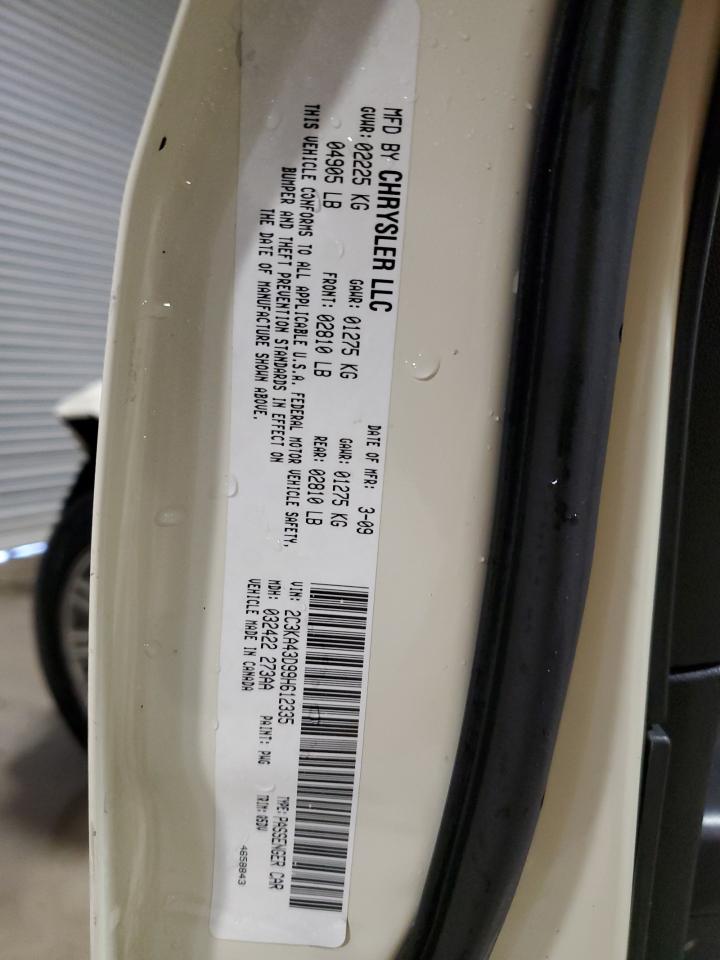 MFD BY CHRYSLER LLC
DATE OF MFR: 3-09
GVWR: 02225 KG GAWR: 01275 KG GAWR: 01275 KG
04905 LB FRONT: 02810 LB REAR: 02810 LB
THIS VEHICLE CONFORMS TO ALL APPLICABLE U.S.A. FEDERAL MOTOR VEHICLE SAFETY,
BUMPER AND THEFT PREVENTION STANDARDS IN EFFECT ON
THE DATE OF MANUFACTURE SHOWN ABOVE.
VIN: 2C3KA43D99H612335 TYPE: PASSENGER CAR
MDH: 032422 273AA PAINT: PWG TRIM: 
VEHICLE MADE IN CANADA
4658843